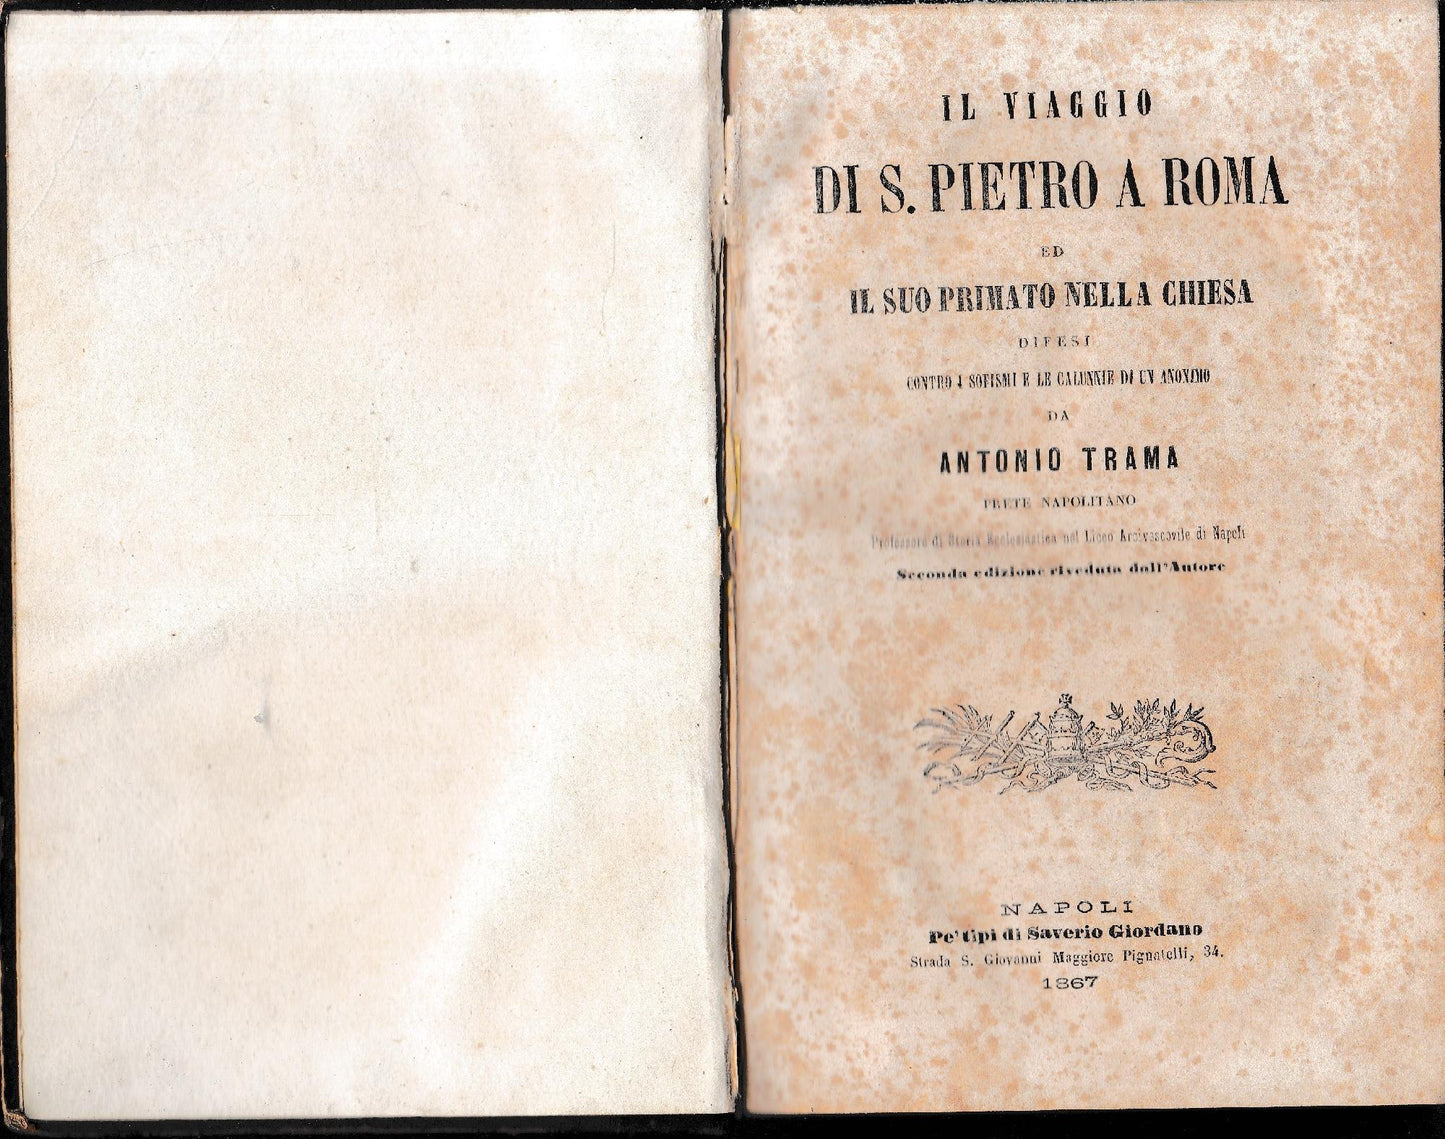 IL VIAGGIO
DI S. PIETRO A ROMA
ED
IL SUO PRIMATO NELLA CHIESA
DIFESI
CONTRO I SOFISMI E LE CALUNNIE DI UN ANONIMO
DA
ANTONIO TRAMA
PRETE NAPOLITANO
Professore di Storia Ecclesiastica nel Liceo Arcivescovile di Napoli
Seconda edizione riveduta dall'Autore
NAPOLI
Pe' tipi di Saverio Giordano
Strada S. Giovanni Maggiore Pignatelli, 34.
1867